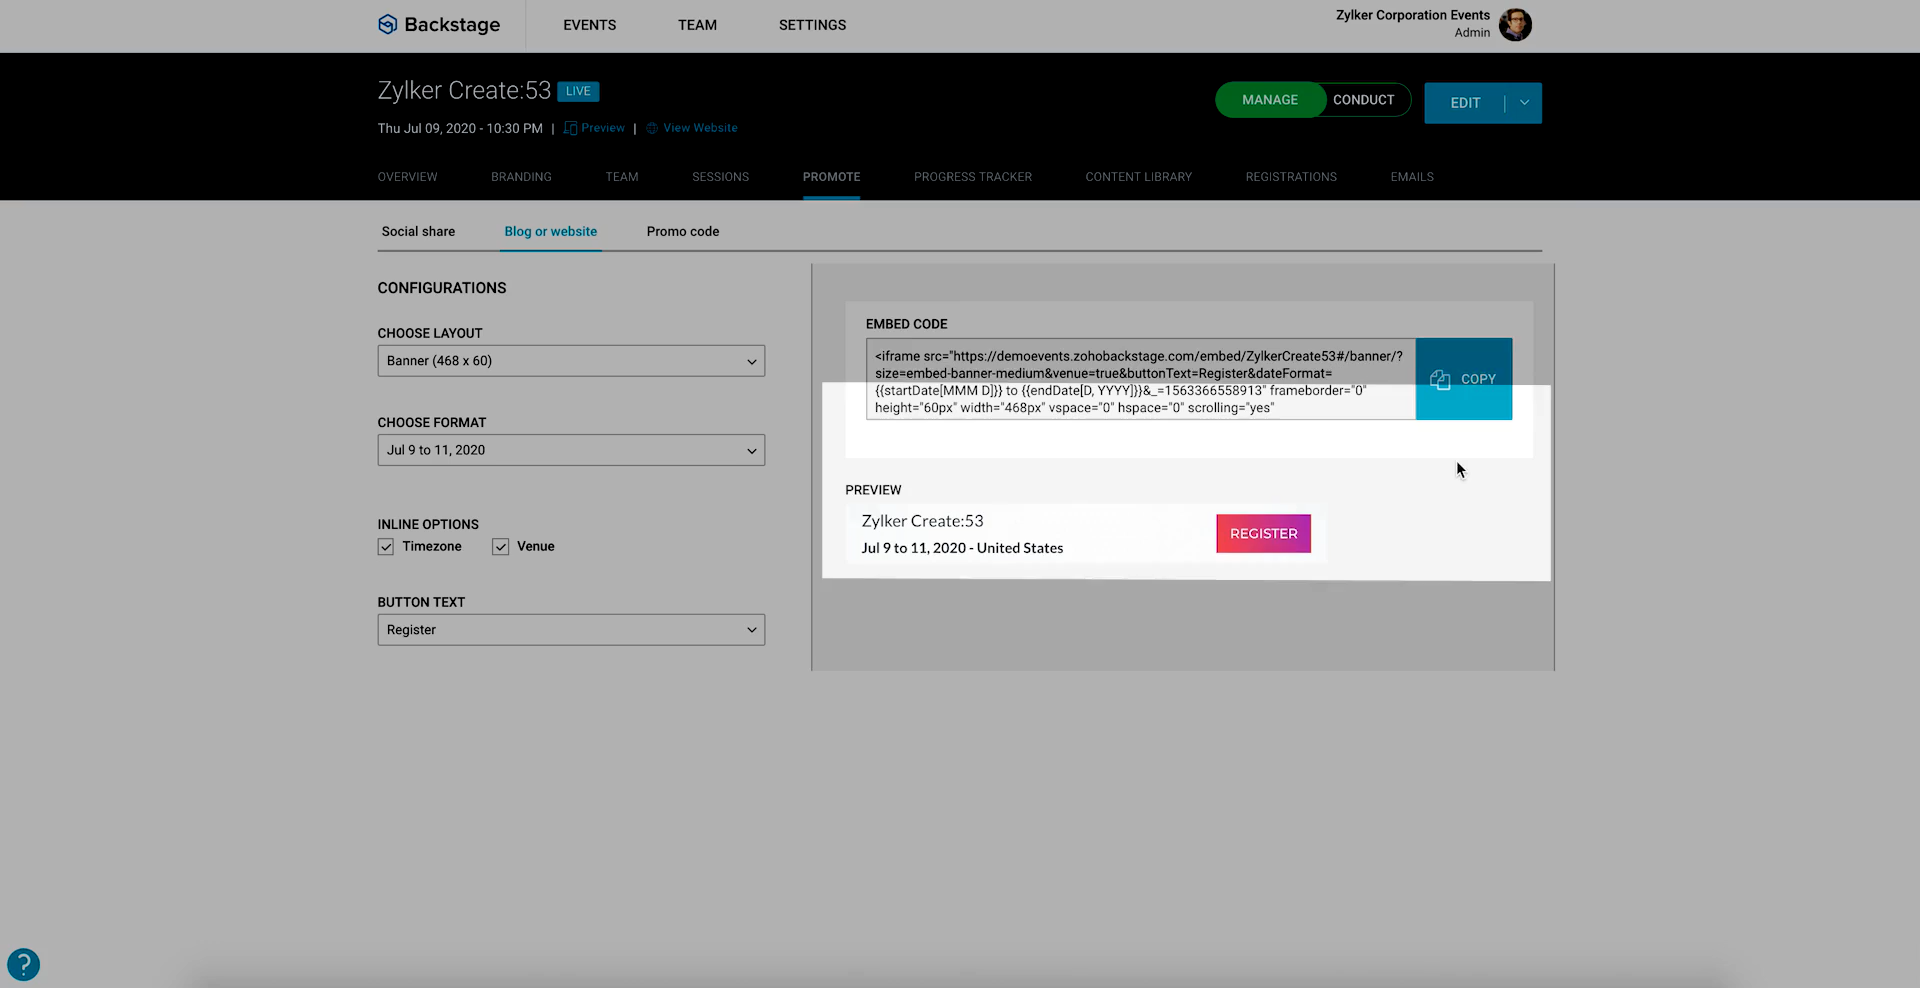 Backstage
EVENTS
TEAM
SETTINGS
Zylker Corporation Events
Admin
Zylker Create:53 LIVE
MANAGE
CONDUCT
EDIT
Thu Jul 09, 2020 - 10:30 PM | Preview | View Website
OVERVIEW
BRANDING
TEAM
SESSIONS
PROMOTE
PROGRESS TRACKER
CONTENT LIBRARY
REGISTRATIONS
EMAILS
Social share
Blog or website
Promo code
CONFIGURATIONS
CHOOSE LAYOUT
Banner (468 x 60)
CHOOSE FORMAT
Jul 9 to 11, 2020
INLINE OPTIONS
Timezone
Venue
BUTTON TEXT
Register
EMBED CODE
<iframe src="https://demoevents.zohobackstage.com/embed/ZylkerCreate53#/banner/?
size=embed-banner-medium&venue=true&buttonText=Register&dateFormat=
{{startDate[MMM D]}} to {{endDate[D, YYYY]}}&_=1563366558913" frameborder="0"
height="60px" width="468px" vspace="0" hspace="0" scrolling="yes"
COPY
PREVIEW
Zylker Create:53
Jul 9 to 11, 2020 - United States
REGISTER
?